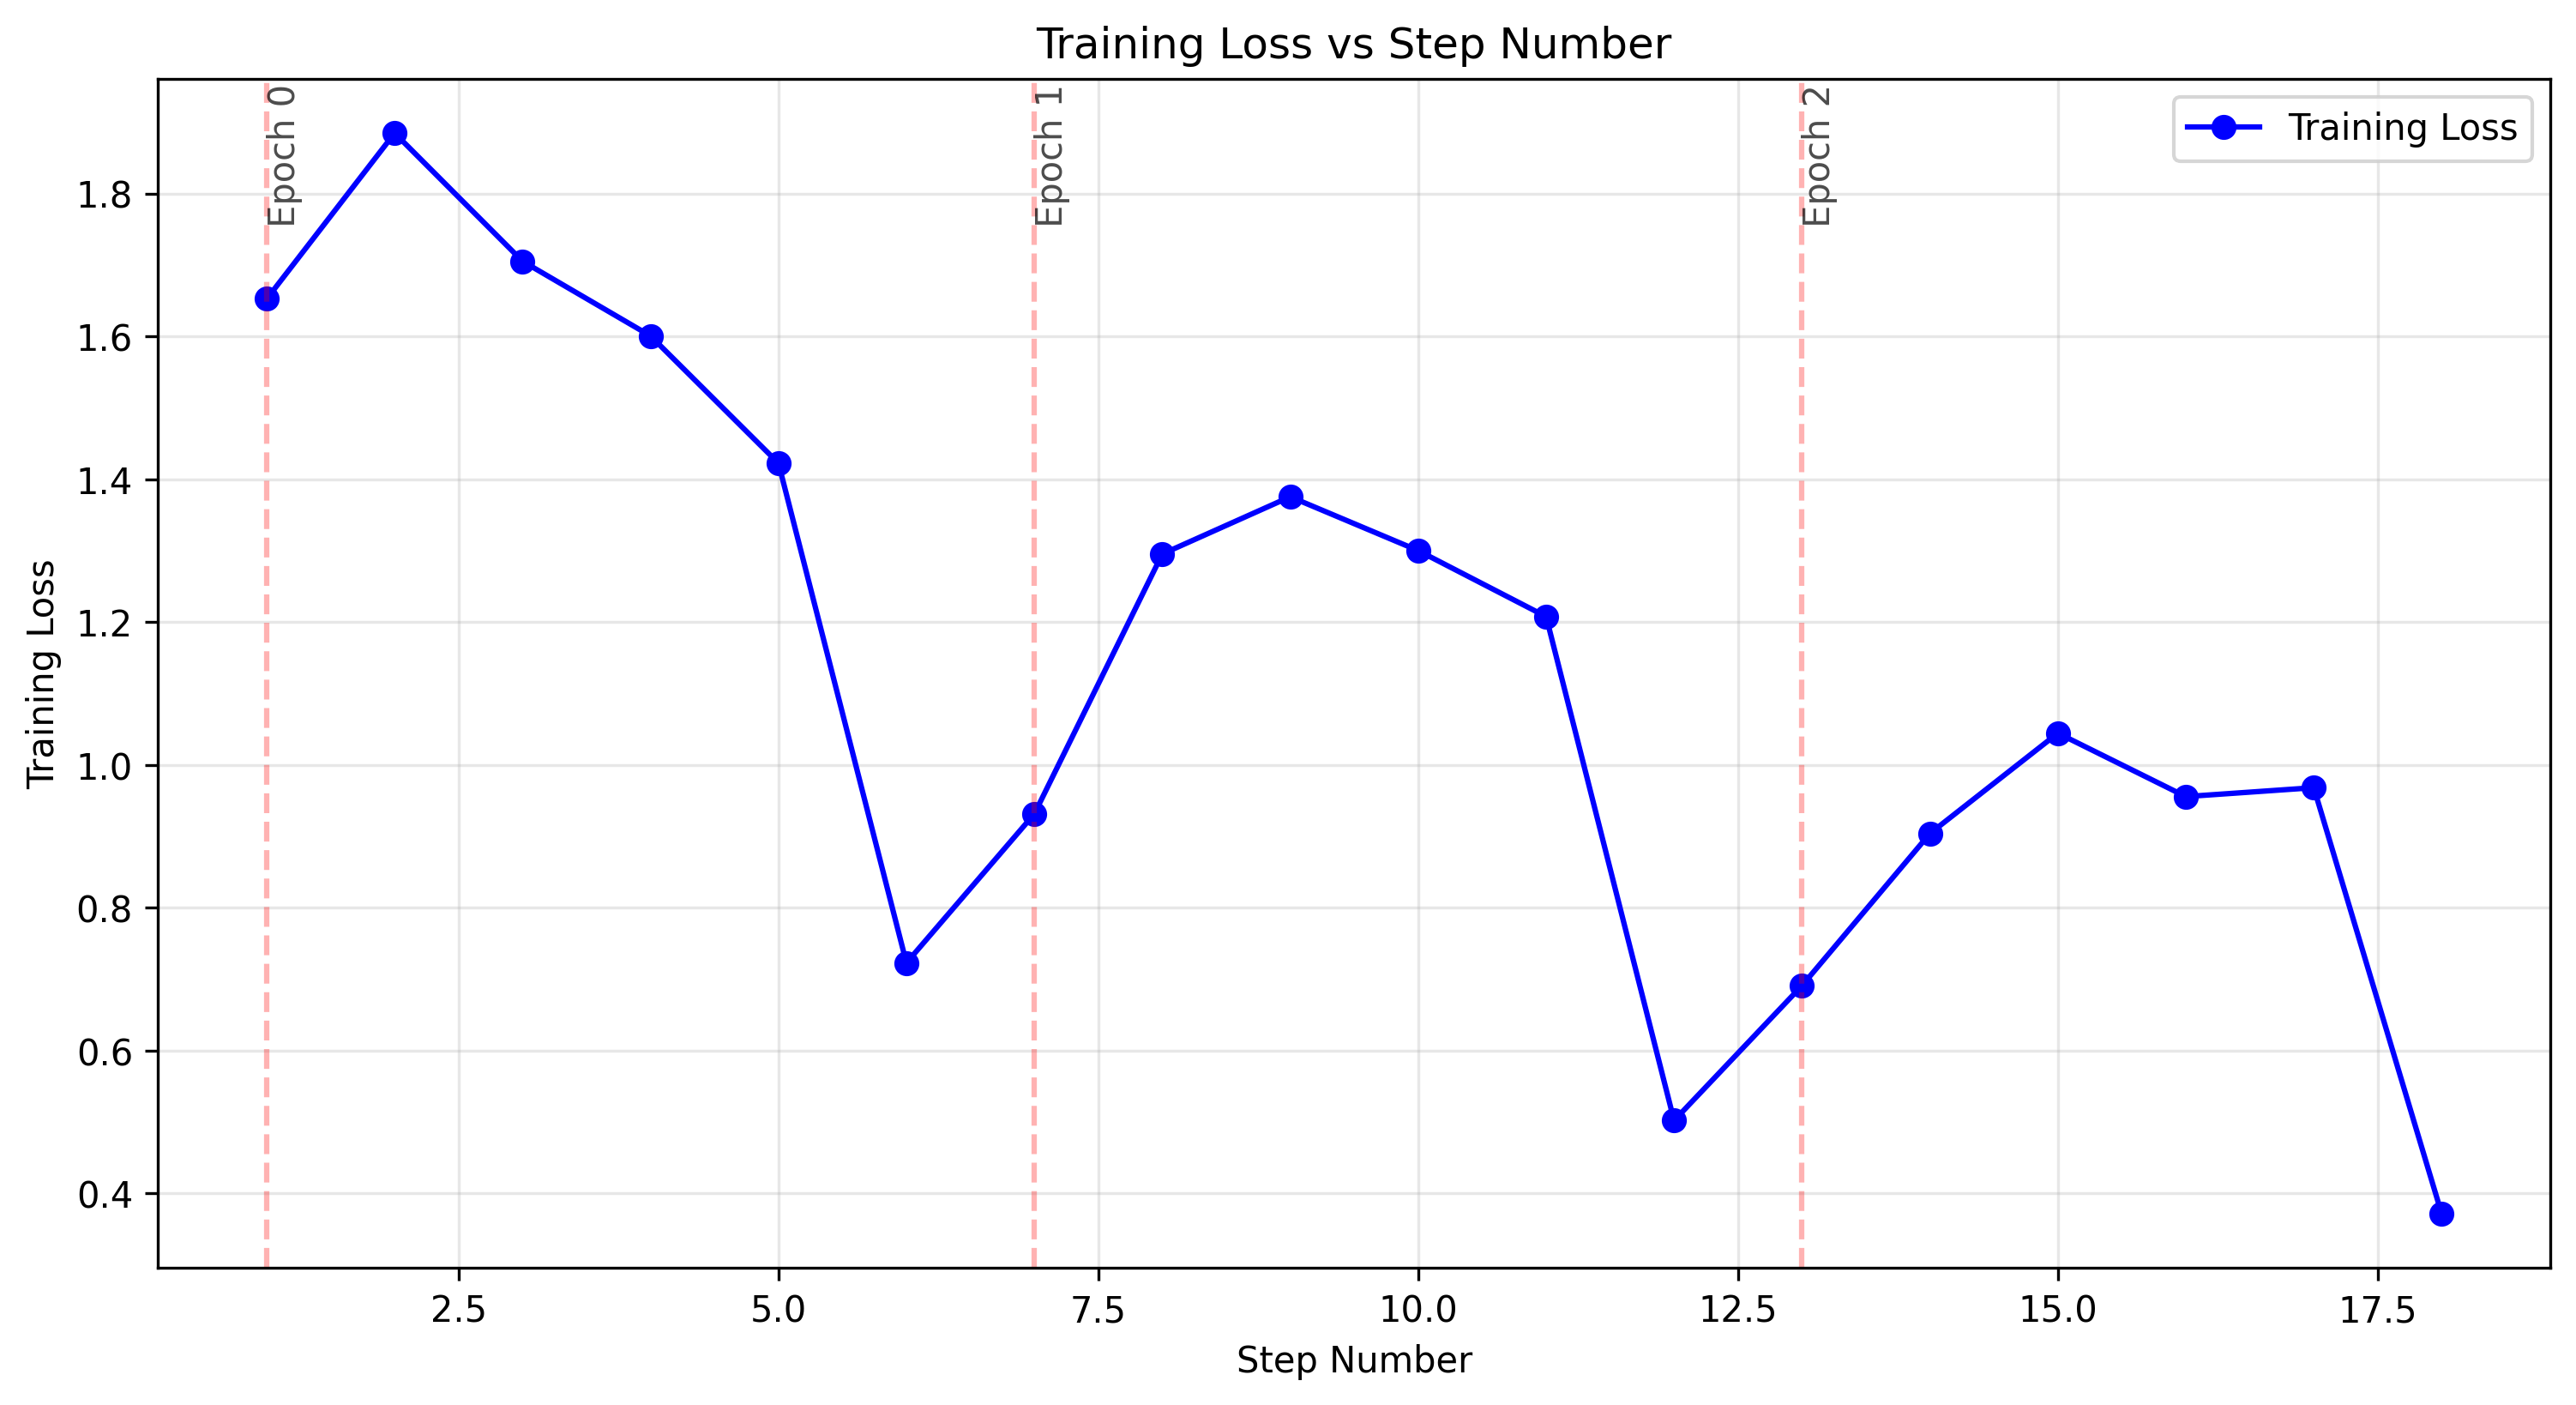 Training Loss vs Step Number
Epoch 0
Epoch 1
Epoch 2
Training Loss
Training Loss
1.8
1.6
1.4
1.2
1.0
0.8
0.6
0.4
2.5 5.0 7.5 10.0 12.5 15.0 17.5
Step Number